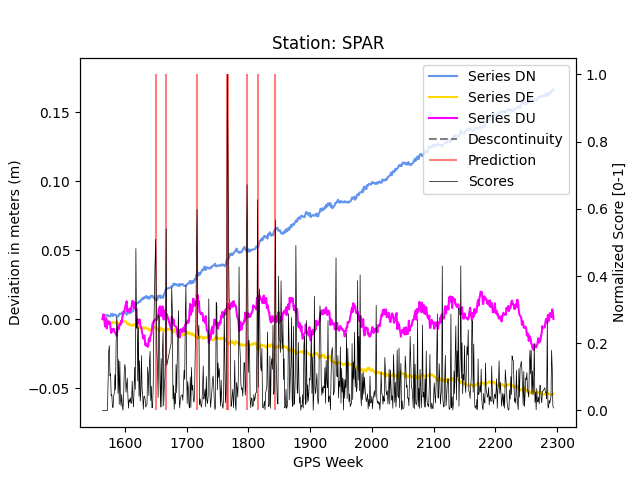 Station: SPAR
Series DN
Series DE
Series DU
Descontinuity
Prediction
Scores
Deviation in meters (m)
0.15
0.10
0.05
0.00
−0.05
Normalized Score [0-1]
1.0
0.8
0.6
0.4
0.2
0.0
1600 1700 1800 1900 2000 2100 2200 2300
GPS Week